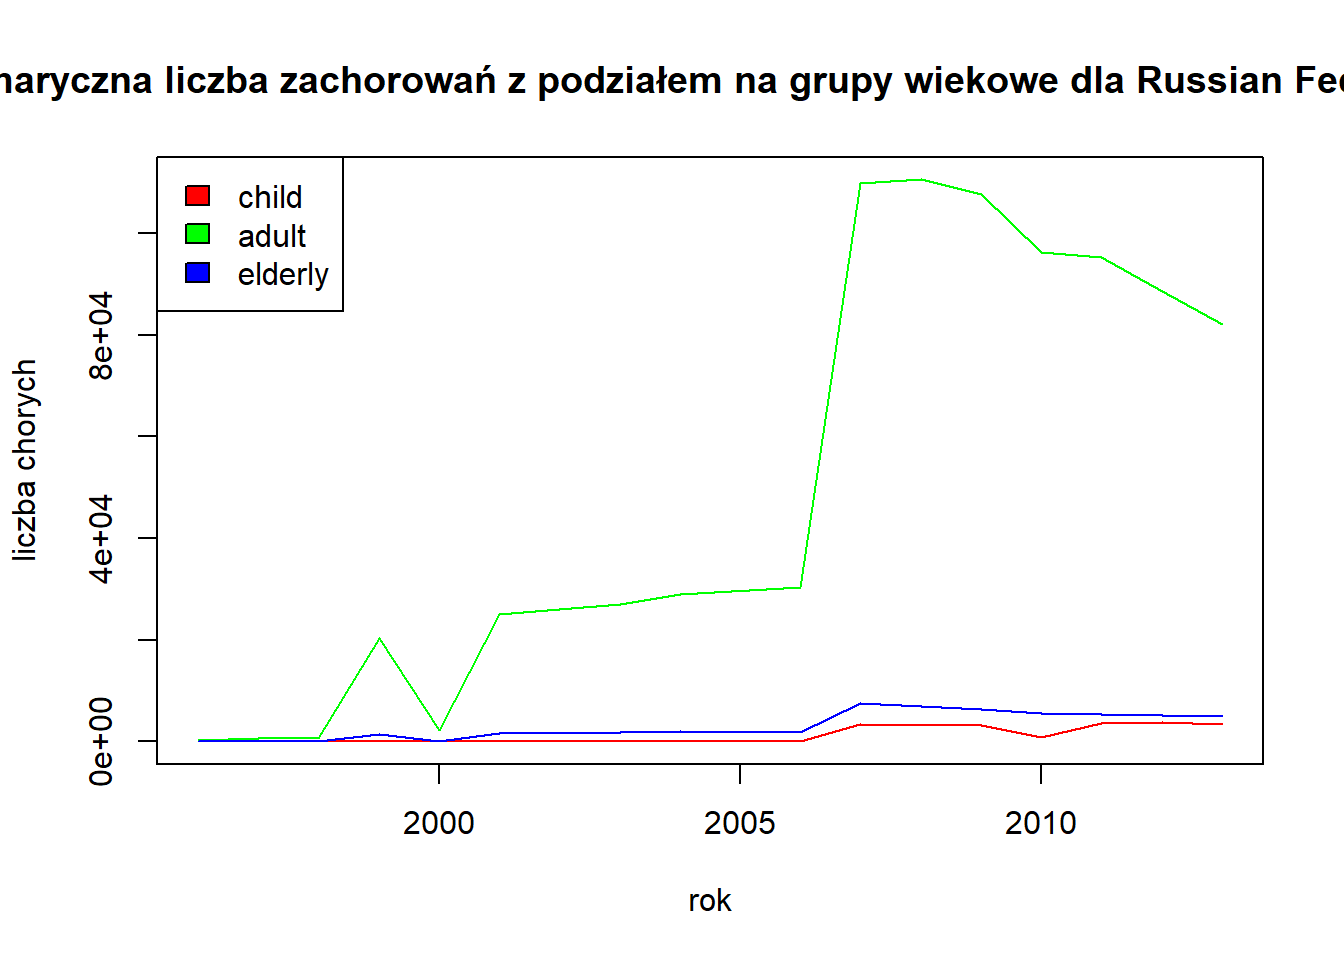 naryczna liczba zachorowań z podziałem na grupy wiekowe dla Russian Fed
child
adult
elderly
liczba chorych
0e+00
4e+04
8e+04
2000
2005
2010
rok